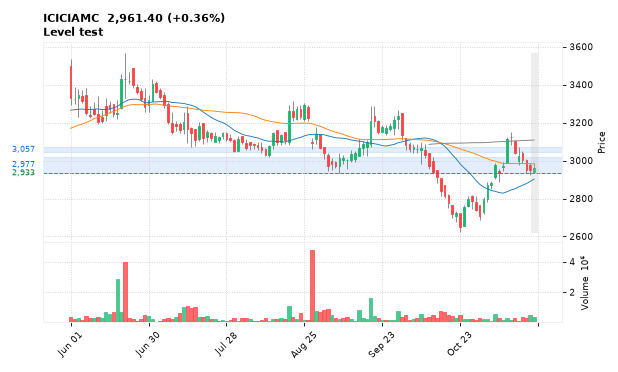 ICICIAMC  2,961.40 (+0.36%)
Level test
3600
3400
3200
3000
2800
2600
3,057
2,977
2,933
Price
4
2
Volume 10⁶
Jun 01
Jun 30
Jul 28
Aug 25
Sep 23
Oct 23